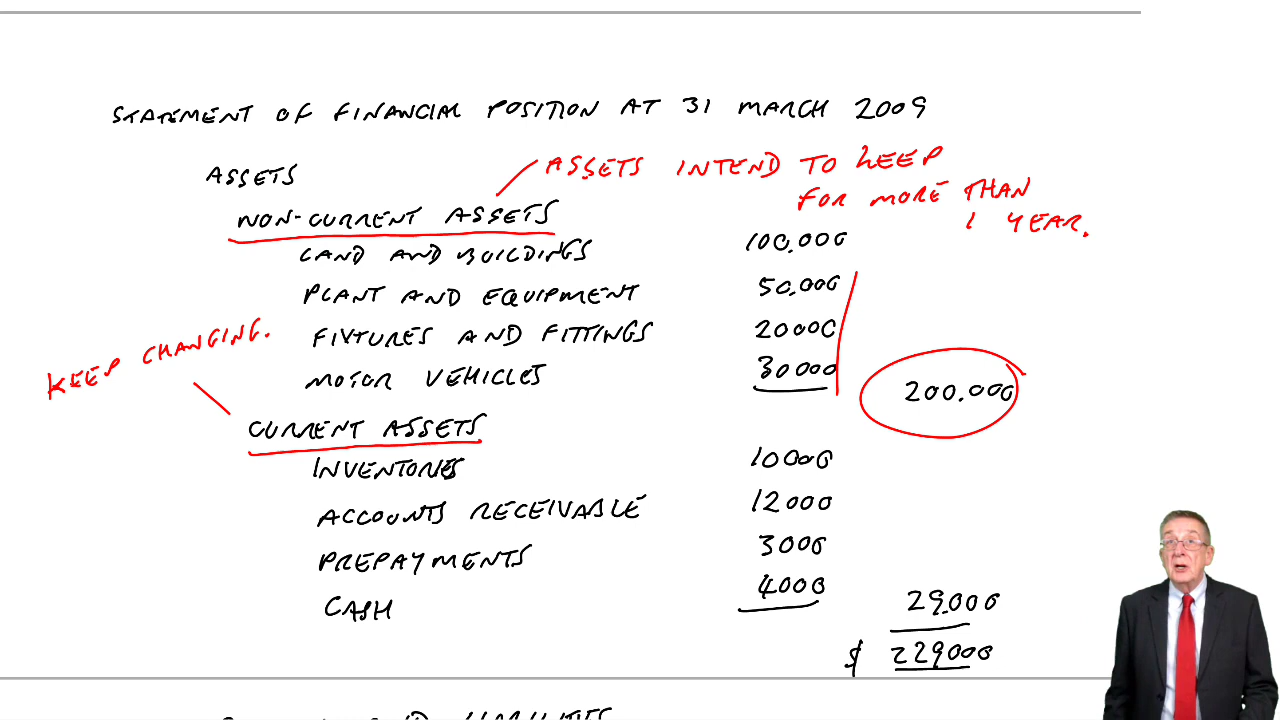 STATEMENT OF FINANCIAL POSITION AT 31 MARCH 2009
ASSETS
ASSETS INTEND TO KEEP
FOR MORE THAN
1 YEAR.
NON-CURRENT ASSETS
LAND AND BUILDINGS 100,000
PLANT AND EQUIPMENT 50,000
FIXTURES AND FITTINGS 20000
MOTOR VEHICLES 30000 200,000
KEEP CHANGING.
CURRENT ASSETS
INVENTORIES 10000
ACCOUNTS RECEIVABLE 12000
PREPAYMENTS 3000
CASH 4000 29,000
$ 229000
LIABILITIES